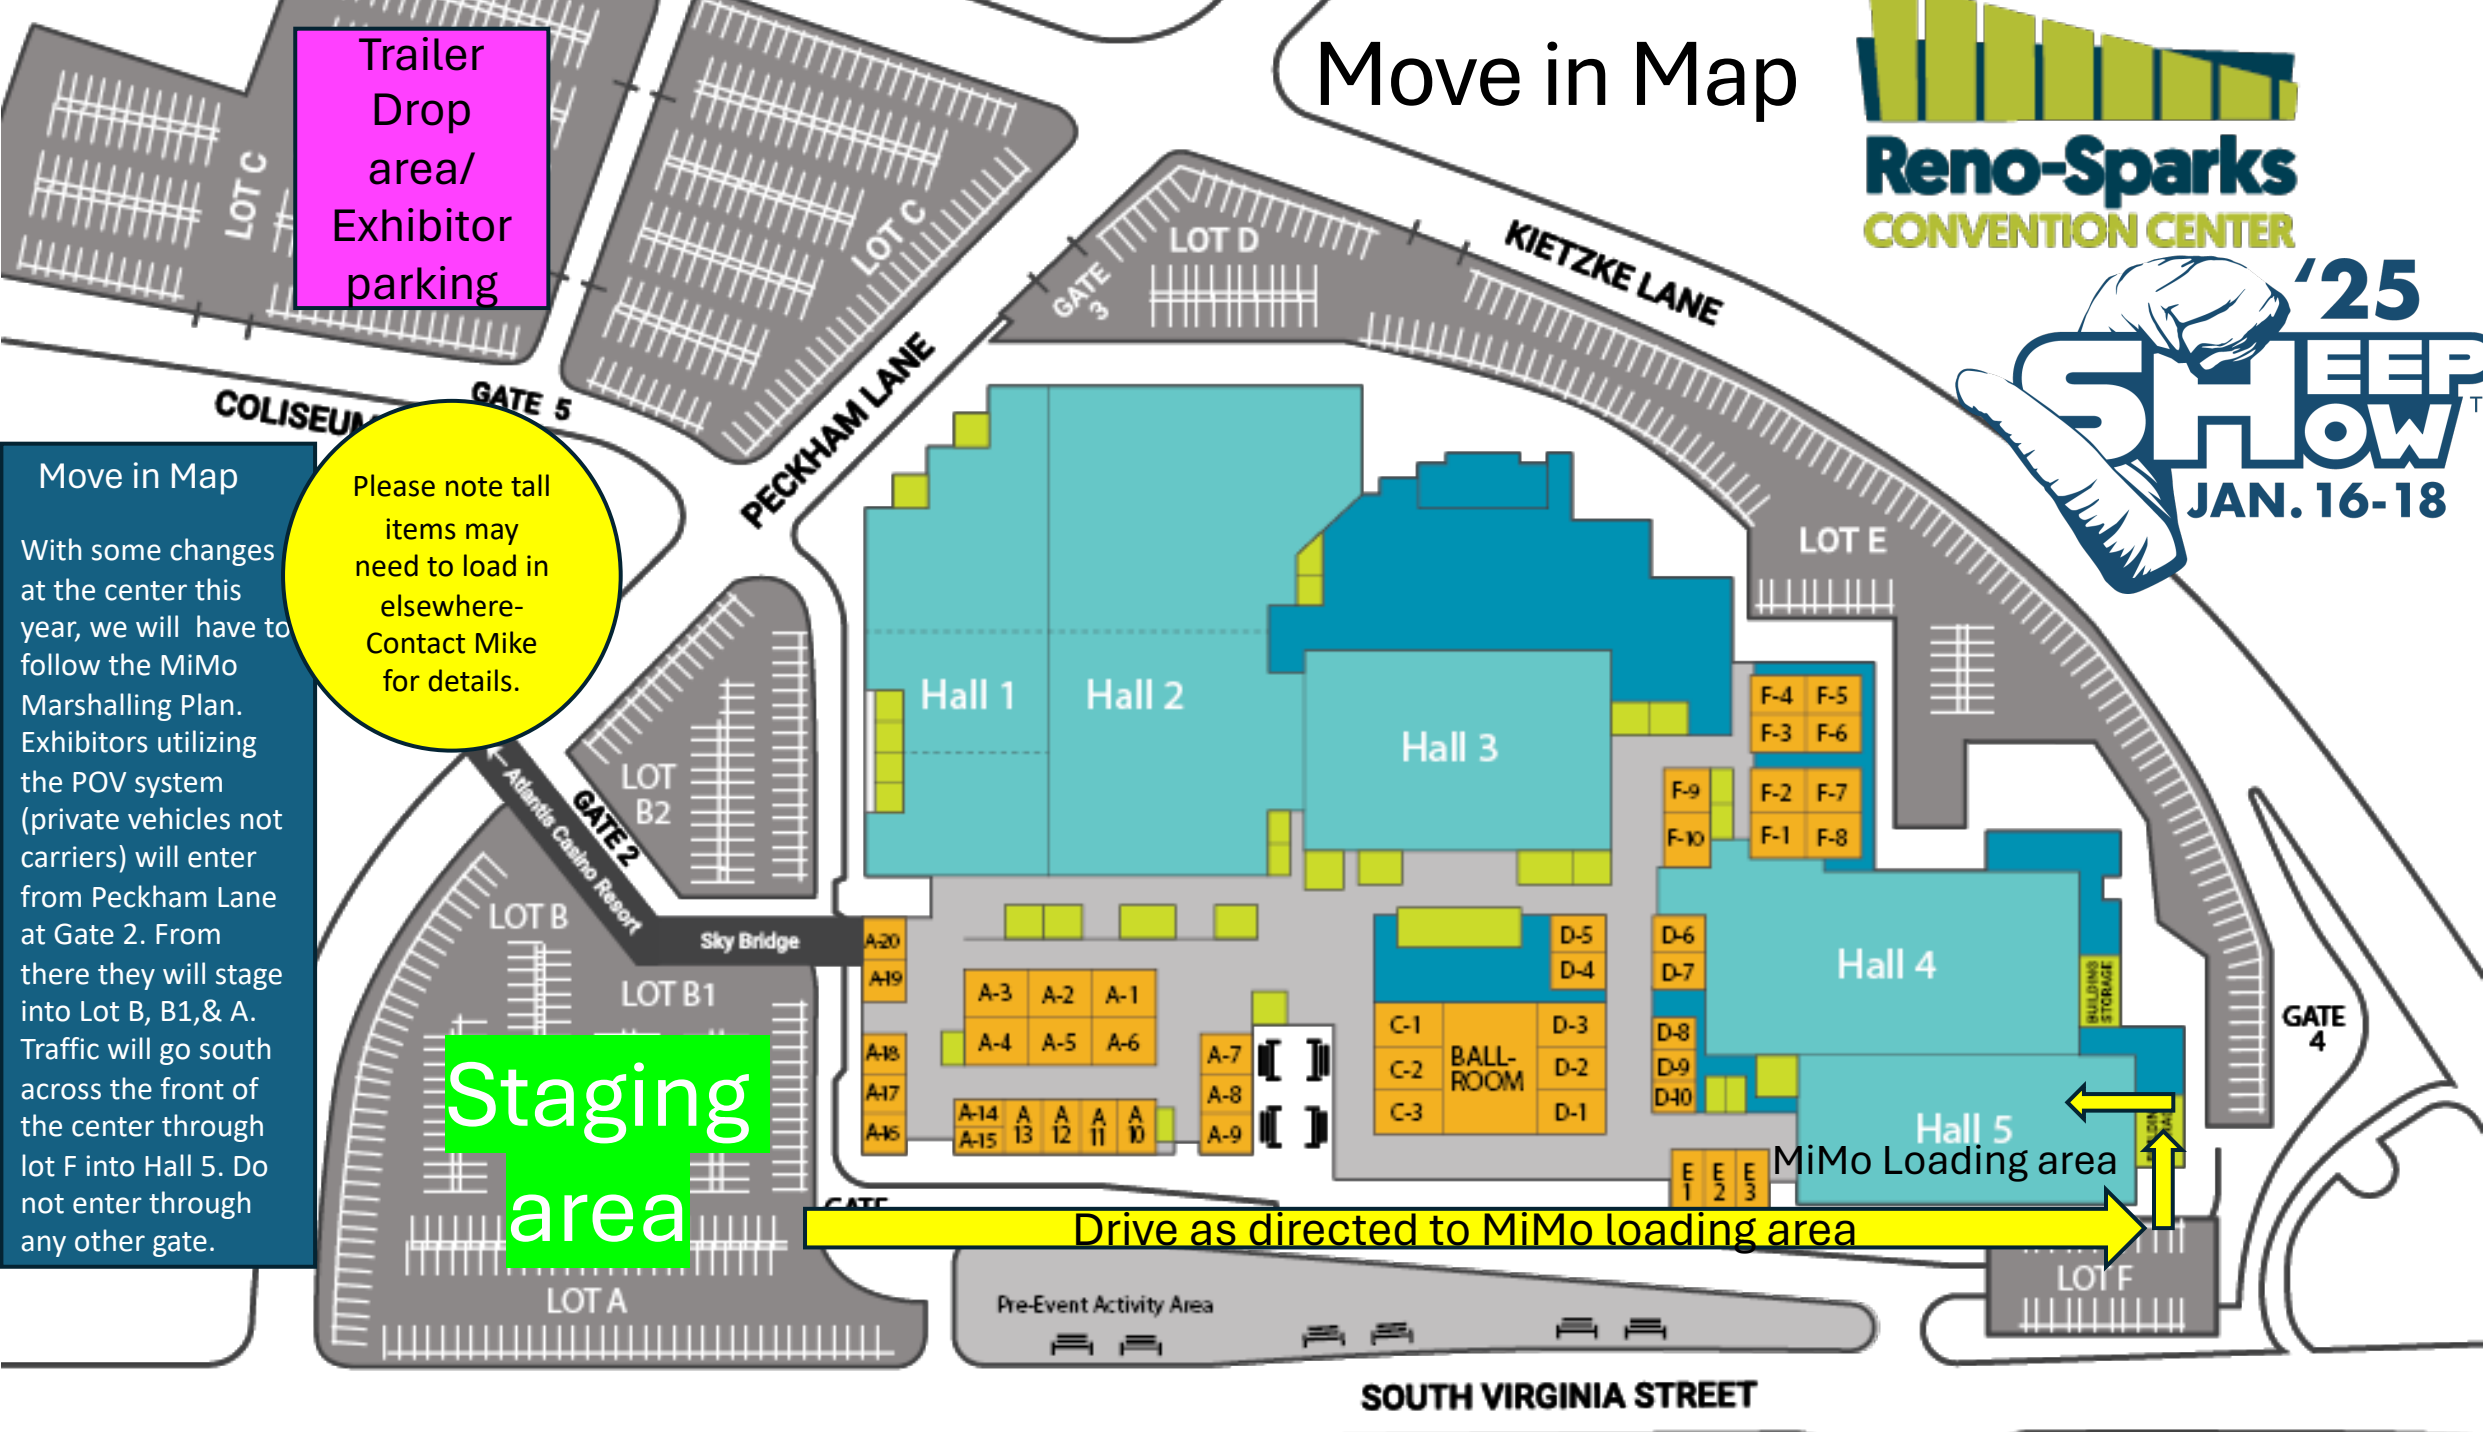 Move in Map
Reno-Sparks
CONVENTION CENTER
'25
SHEEP
SHOW
T
JAN. 16-18
Trailer
Drop
area/
Exhibitor
parking
LOT C
LOT C
LOT D
GATE
3
KIETZKE LANE
PECKHAM LANE
GATE 5
COLISEUM
LOT E
Move in Map
With some changes
at the center this
year, we will  have to
follow the MiMo
Marshalling Plan.
Exhibitors utilizing
the POV system
(private vehicles not
carriers) will enter
from Peckham Lane
at Gate 2. From
there they will stage
into Lot B, B1,& A.
Traffic will go south
across the front of
the center through
lot F into Hall 5. Do
not enter through
any other gate.
Please note tall
items may
need to load in
elsewhere-
Contact Mike
for details.
Hall 1
Hall 2
Hall 3
F-4 F-5
F-3 F-6
F-9
F-2 F-7
F-10
F-1 F-8
LOT
B2
GATE 2
← Atlantis Casino Resort
Sky Bridge
LOT B
LOT B1
A-20
A-19
A-3 A-2 A-1
A-4 A-5 A-6
A-18
A-17
A-16
A-7
A-8
A-9
A-14
A-15
A
13
A
12
A
11
A
10
D-5
D-4
C-1
C-2
C-3
BALL-
ROOM
D-3
D-2
D-1
D-6
D-7
D-8
D-9
D-10
Hall 4
BUILDING
STORAGE
GATE
4
Hall 5
MiMo Loading area
E
1
E
2
E
3
Staging
area
GATE
Drive as directed to MiMo loading area
LOT A
Pre-Event Activity Area
LOT F
SOUTH VIRGINIA STREET